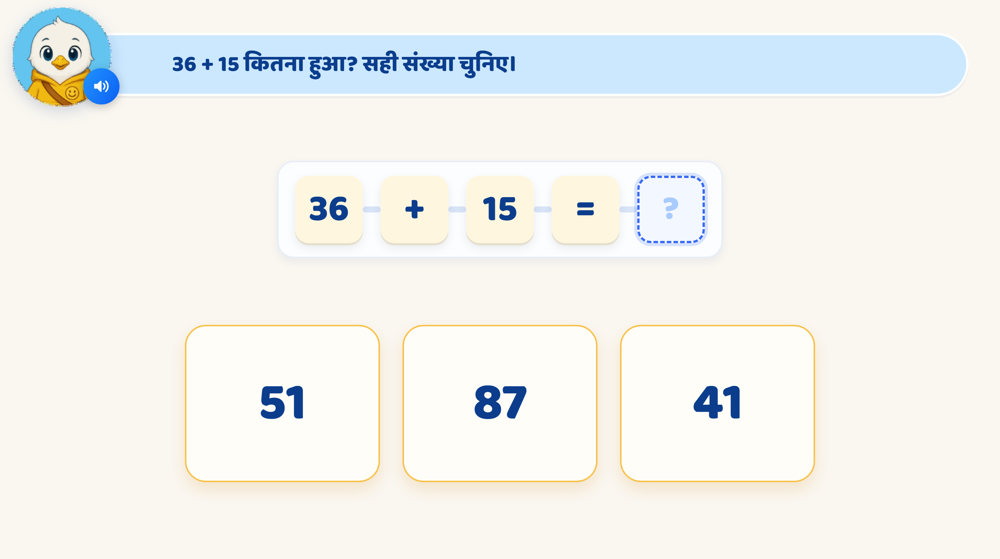 36 + 15 कितना हुआ? सही संख्या चुनिए।
36 + 15 = ?
51 87 41